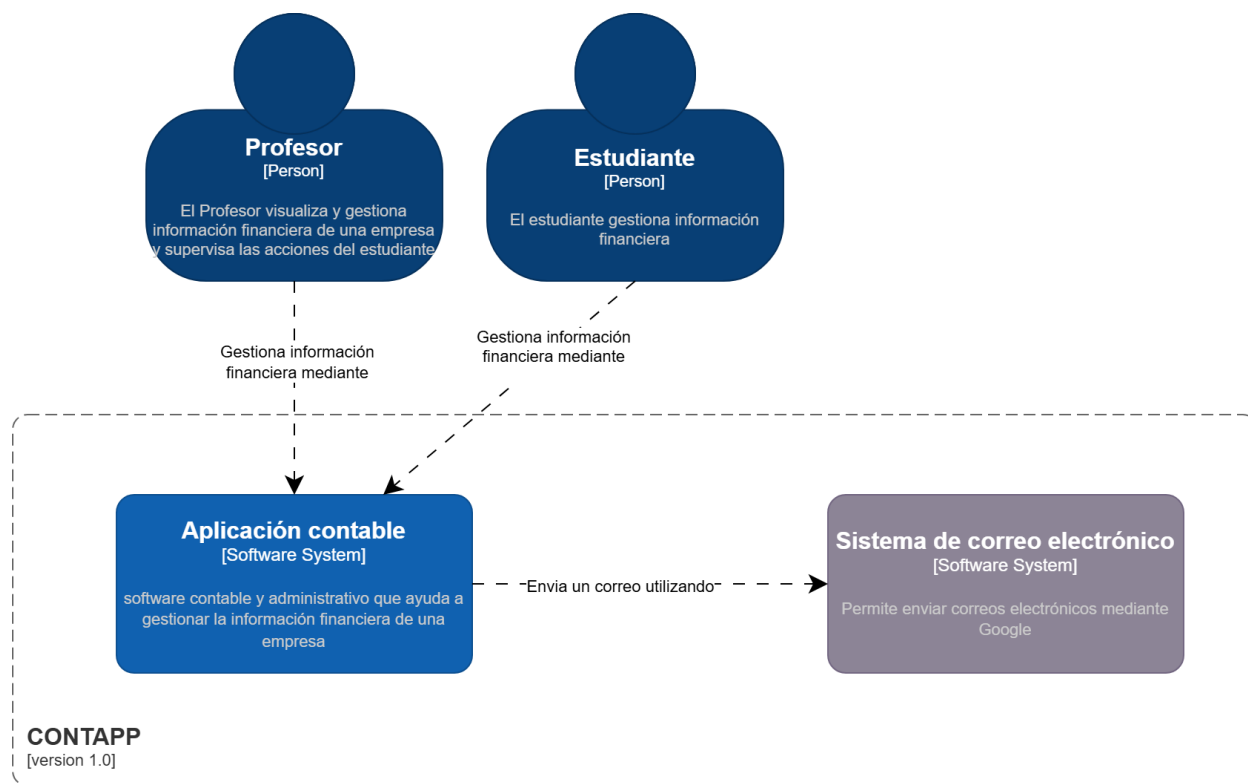 Profesor
[Person]
El Profesor visualiza y gestiona
información financiera de una empresa
y supervisa las acciones del estudiante
Estudiante
[Person]
El estudiante gestiona información
financiera
Gestiona información
financiera mediante
Gestiona información
financiera mediante
Aplicación contable
[Software System]
software contable y administrativo que ayuda a
gestionar la información financiera de una
empresa
Envia un correo utilizando
Sistema de correo electrónico
[Software System]
Permite enviar correos electrónicos mediante
Google
CONTAPP
[version 1.0]